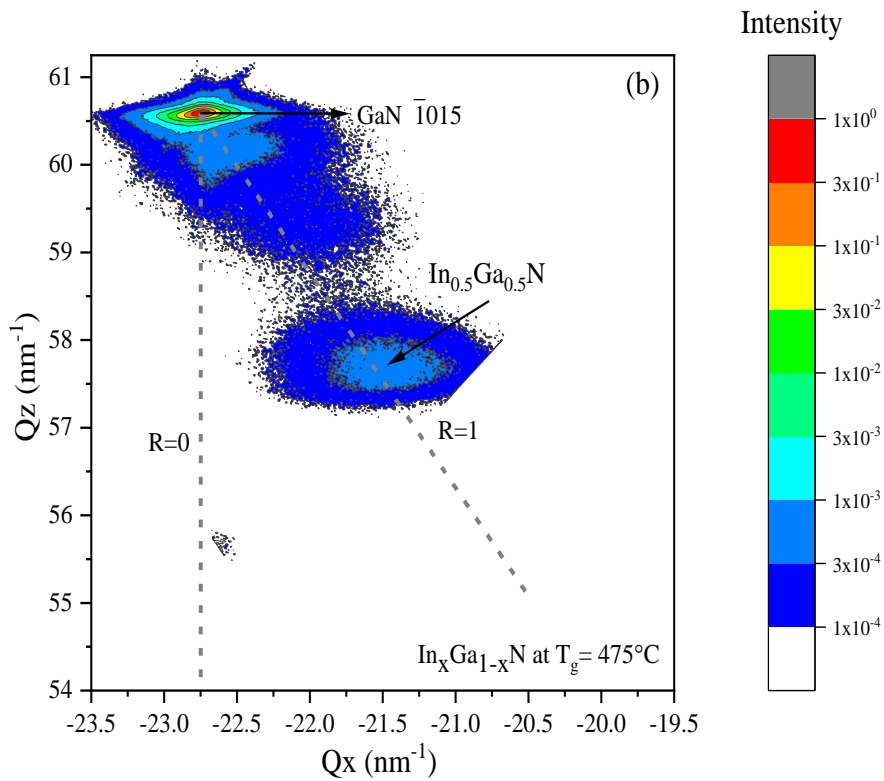 Intensity
(b)
61
60
59
58
57
56
55
54
Qz (nm⁻¹)
GaN 1̅015
In₀.₅Ga₀.₅N
R=0
R=1
InₓGa₁₋ₓN at T_g= 475°C
-23.5 -23.0 -22.5 -22.0 -21.5 -21.0 -20.5 -20.0 -19.5
Qx (nm⁻¹)
1x10⁰
3x10⁻¹
1x10⁻¹
3x10⁻²
1x10⁻²
3x10⁻³
1x10⁻³
3x10⁻⁴
1x10⁻⁴